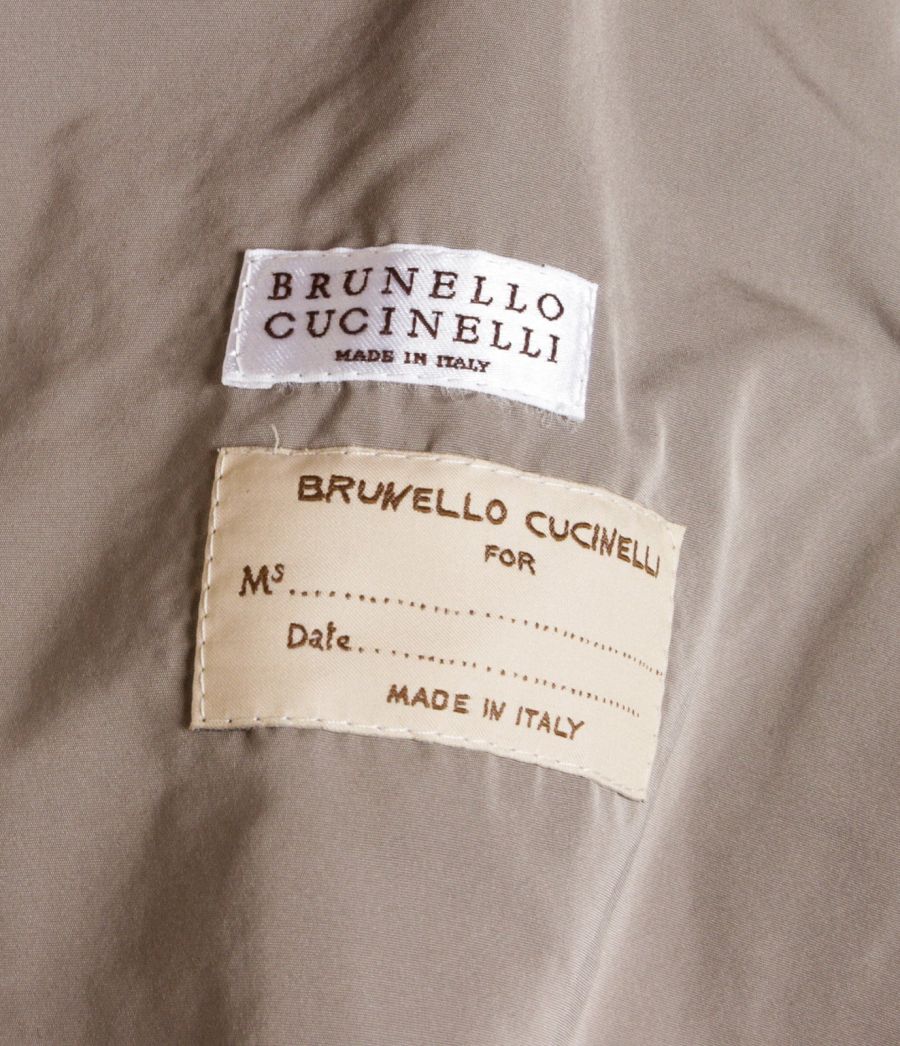 BRUNELLO
CUCINELLI
MADE IN ITALY
BRUNELLO CUCINELLI
FOR
Ms..............................
Date..............................
MADE IN ITALY